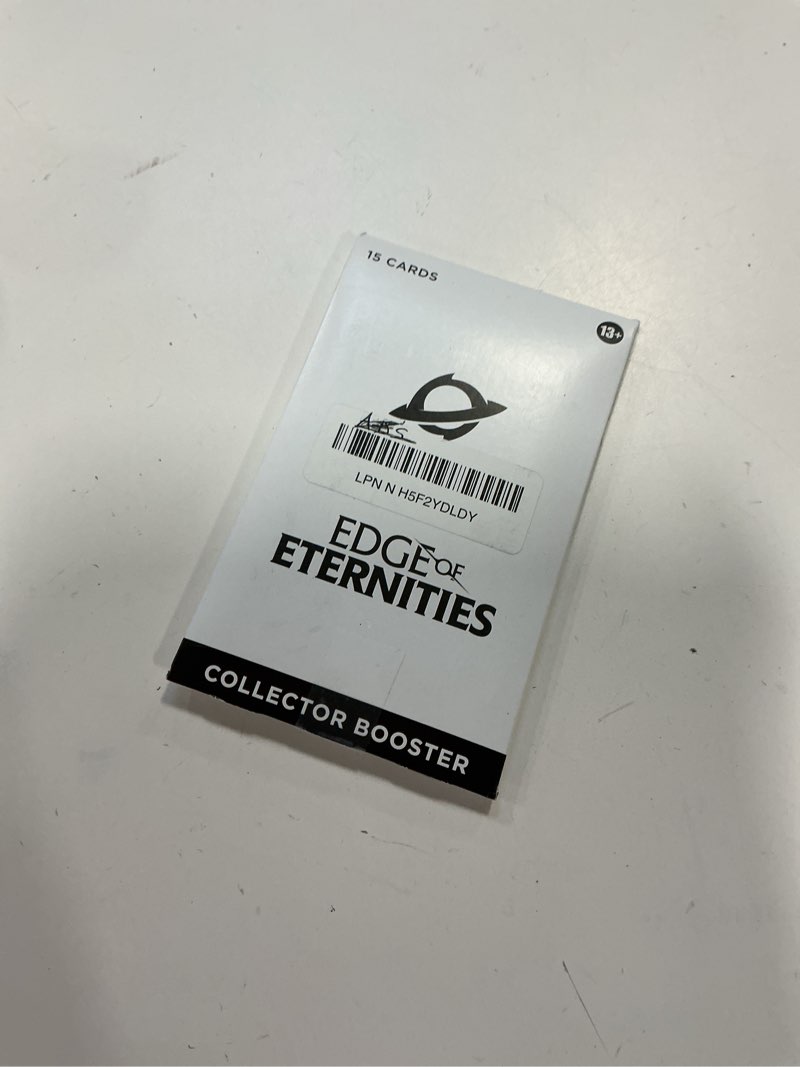 15 CARDS
13+
LPN N H5F2YDLDY
EDGE OF
ETERNITIES
COLLECTOR BOOSTER